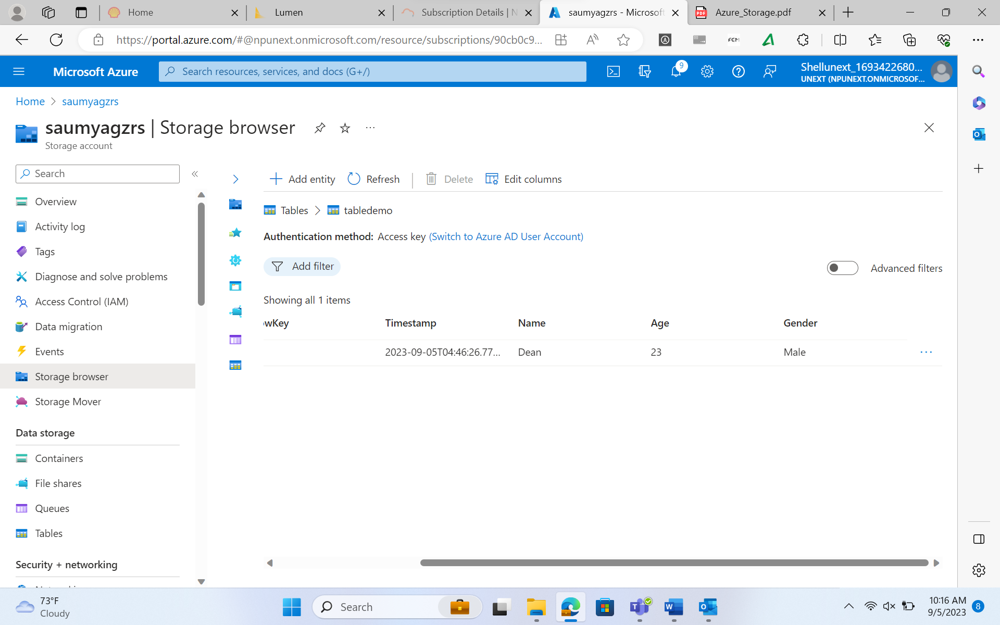 Home
Lumen
Subscription Details | N
saumyagzrs - Microsoft
PDF
Azure_Storage.pdf
https://portal.azure.com/#@npunext.onmicrosoft.com/resource/subscriptions/90cb0c9...
FCM
Microsoft Azure
Search resources, services, and docs (G+/)
9
Shellunext_1693422680...
UNEXT (NPUNEXT.ONMICROSOF...
Home > saumyagzrs
saumyagzrs | Storage browser
Storage account
Search
Overview
Activity log
Tags
Diagnose and solve problems
Access Control (IAM)
Data migration
Events
Storage browser
Storage Mover
Data storage
Containers
File shares
Queues
Tables
Security + networking
Add entity
Refresh
Delete
Edit columns
Tables > tabledemo
Authentication method: Access key (Switch to Azure AD User Account)
Add filter
Advanced filters
Showing all 1 items
owKey Timestamp Name Age Gender
2023-09-05T04:46:26.77... Dean 23 Male
73°F
Cloudy
Search
10:16 AM
9/5/2023
8